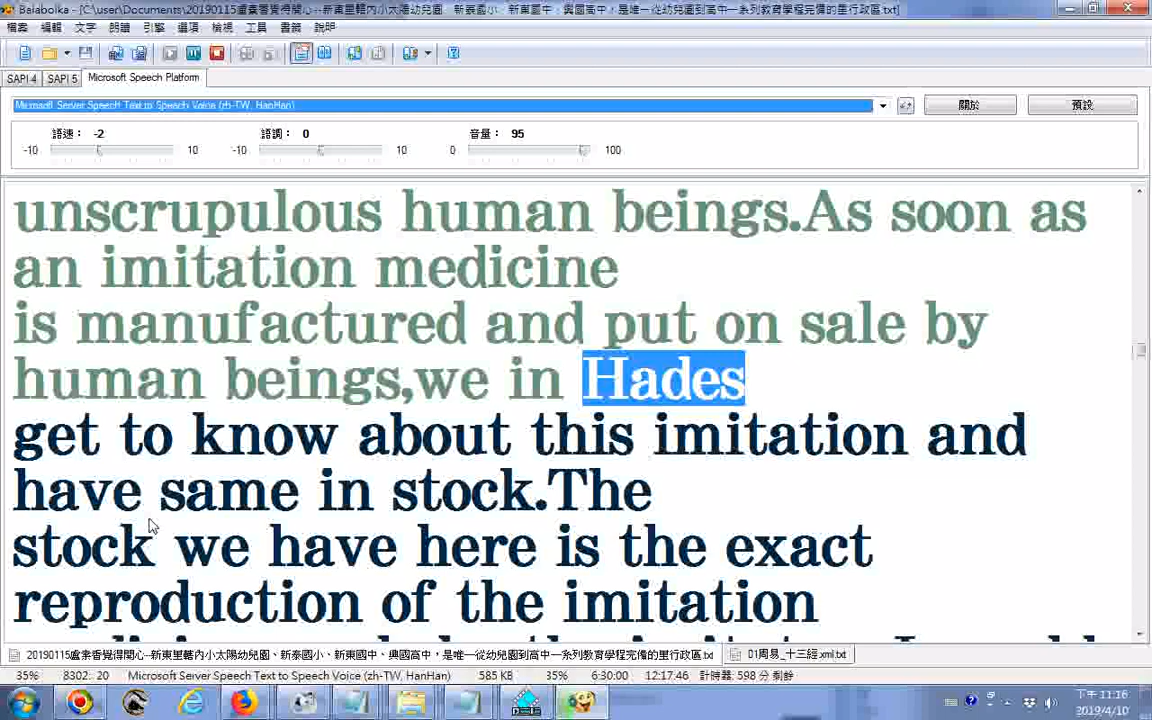 Balabolka - [C:\user\Documents\20190115盧彙香覺得開心--新東里轄內小太陽幼兒園、新泰國小、新東國中、興國高中，是唯一從幼兒園到高中一系列教育學程完備的里行政區.txt]
檔案 編輯 文字 朗讀 引擎 選項 檢視 工具 書籤 說明
SAPI 4 SAPI 5 Microsoft Speech Platform
Microsoft Server Speech Text to Speech Voice (zh-TW, HanHan) 關於 預設
語速： -2 語調： 0 音量： 95
-10 10 -10 10 0 100
unscrupulous human beings.As soon as
an imitation medicine
is manufactured and put on sale by
human beings,we in Hades
get to know about this imitation and
have same in stock.The
stock we have here is the exact
reproduction of the imitation
20190115盧彙香覺得開心--新東里轄內小太陽幼兒園、新泰國小、新東國中、興國高中，是唯一從幼兒園到高中一系列教育學程完備的里行政區.txt 01周易_十三經.xml.txt
35% 8302: 20 Microsoft Server Speech Text to Speech Voice (zh-TW, HanHan) 585 KB 35% 6:30:00 12:17:46 計時器： 598 分 剩餘
下午 11:16
2019/4/10